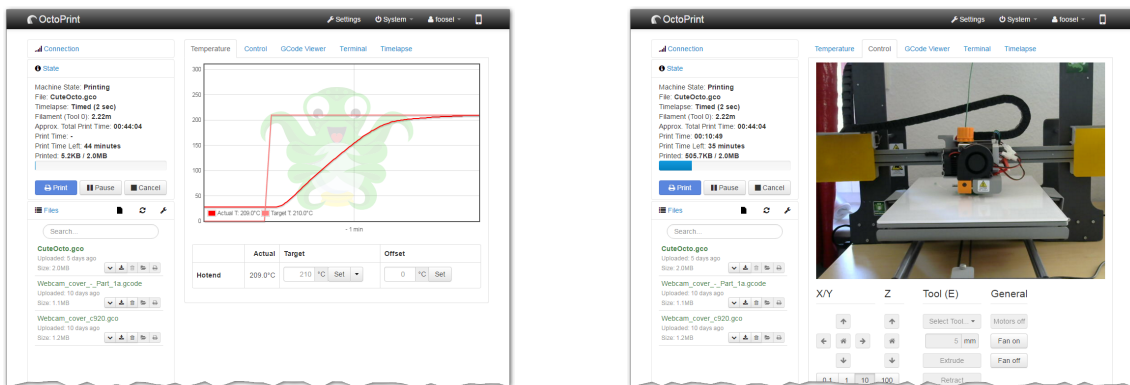 OctoPrint
Settings System foosel
Connection
State
Machine State: Printing
File: CuteOcto.gco
Timelapse: Timed (2 sec)
Filament (Tool 0): 2.22m
Approx. Total Print Time: 00:44:04
Print Time: -
Print Time Left: 44 minutes
Printed: 5.2KB / 2.0MB
Print Pause Cancel
Files
Search...
CuteOcto.gco
Uploaded: 5 days ago
Size: 2.0MB
Webcam_cover_-_Part_1a.gcode
Uploaded: 10 days ago
Size: 1.1MB
Webcam_cover_c920.gco
Uploaded: 10 days ago
Size: 1.2MB
Temperature Control GCode Viewer Terminal Timelapse
300
250
200
150
100
50
0
Actual T: 209.0°C Target T: 210.0°C
- 1 min
Actual Target Offset
Hotend 209.0°C 210 °C Set 0 °C Set
OctoPrint
Settings System foosel
Connection
State
Machine State: Printing
File: CuteOcto.gco
Timelapse: Timed (2 sec)
Filament (Tool 0): 2.22m
Approx. Total Print Time: 00:44:04
Print Time: 00:10:49
Print Time Left: 35 minutes
Printed: 505.7KB / 2.0MB
Print Pause Cancel
Files
Search...
CuteOcto.gco
Uploaded: 5 days ago
Size: 2.0MB
Webcam_cover_-_Part_1a.gcode
Uploaded: 10 days ago
Size: 1.1MB
Webcam_cover_c920.gco
Uploaded: 10 days ago
Size: 1.2MB
Temperature Control GCode Viewer Terminal Timelapse
X/Y Z Tool (E) General
Select Tool... Motors off
5 mm Fan on
Extrude Fan off
0.1 1 10 100 Retract